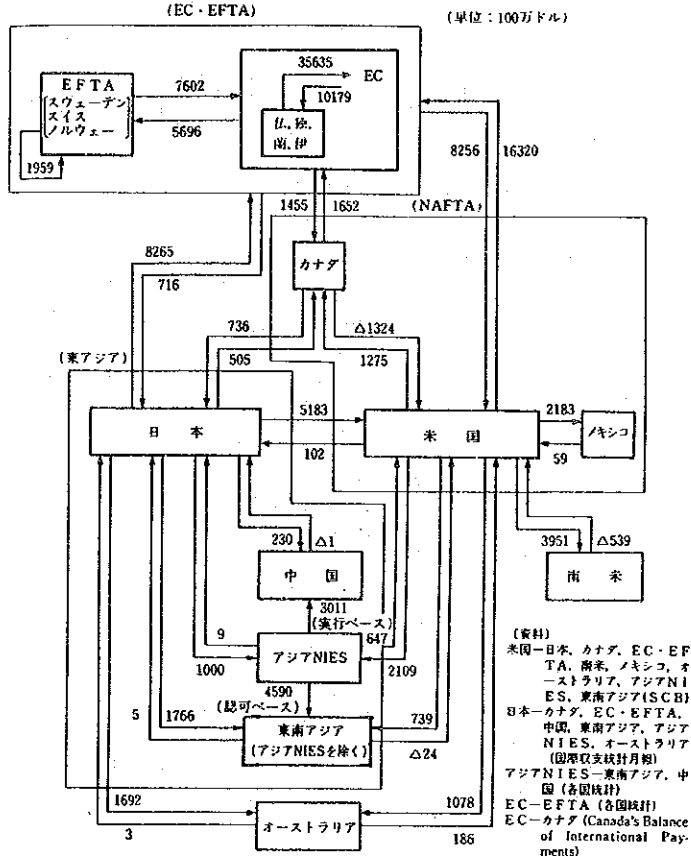 (EC・EFTA)
(単位：100万ドル)
35635
EC
EFTA
スウェーデン
スイス
ノルウェー
7602
10179
5696
仏，独，
蘭，伊
1959
8256
16320
1455
1652
(NAFTA)
8265
716
カナダ
736
△1324
(東アジア)
505
1275
日 本
5183
米 国
2183
メキシコ
102
59
230
△1
3951
△539
中 国
南 米
3011
(実行ベース)
9
647
アジアNIES
1000
2109
4590
(認可ベース)
5
1766
東南アジア
(アジアNIESを除く)
739
△24
1692
1078
オーストラリア
3
186
(資料)
米国―日本，カナダ，EC・EF
TA，南米，メキシコ，オ
ーストラリア，アジアNI
ES，東南アジア(SCB)
日本―カナダ，EC・EFTA，
中国，東南アジア，アジア
NIES，オーストラリア
(国際収支統計月報)
アジアNIES―東南アジア，中
国（各国統計）
EC―EFTA (各国統計)
EC―カナダ (Canada's Balance
of International Pay-
ments)